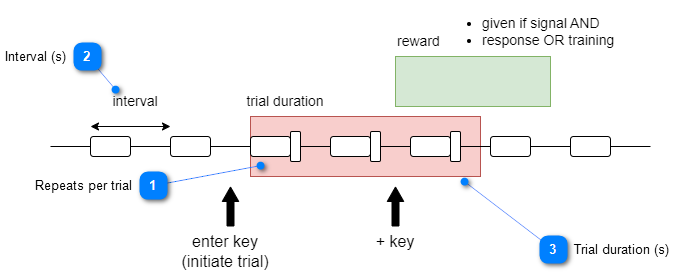 • given if signal AND
• response OR training
reward
Interval (s) 2
interval
trial duration
Repeats per trial 1
enter key
(initiate trial)
+ key
3 Trial duration (s)